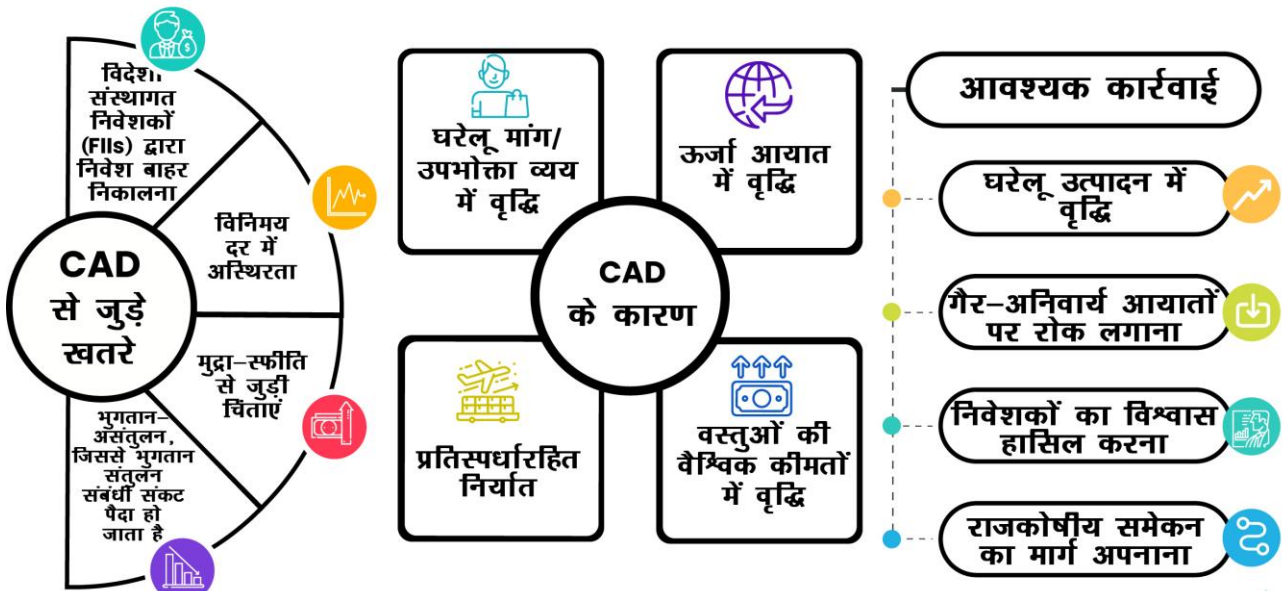 विदेशी
संस्थागत
निवेशकों
(FIIs) द्वारा
निवेश बाहर
निकालना
विनिमय
दर में
अस्थिरता
CAD
से जुड़े
खतरे
मुद्रा-स्फीति
से जुड़ी
चिंताएं
भुगतान-
असंतुलन,
जिससे भुगतान
संतुलन
संबंधी संकट
पैदा हो
जाता है
घरेलू मांग/
उपभोक्ता व्यय
में वृद्धि
ऊर्जा आयात
में वृद्धि
CAD
के कारण
प्रतिस्पर्धारहित
निर्यात
वस्तुओं की
वैश्विक कीमतों
में वृद्धि
आवश्यक कार्रवाई
घरेलू उत्पादन में
वृद्धि
गैर-अनिवार्य आयातों
पर रोक लगाना
निवेशकों का विश्वास
हासिल करना
राजकोषीय समेकन
का मार्ग अपनाना